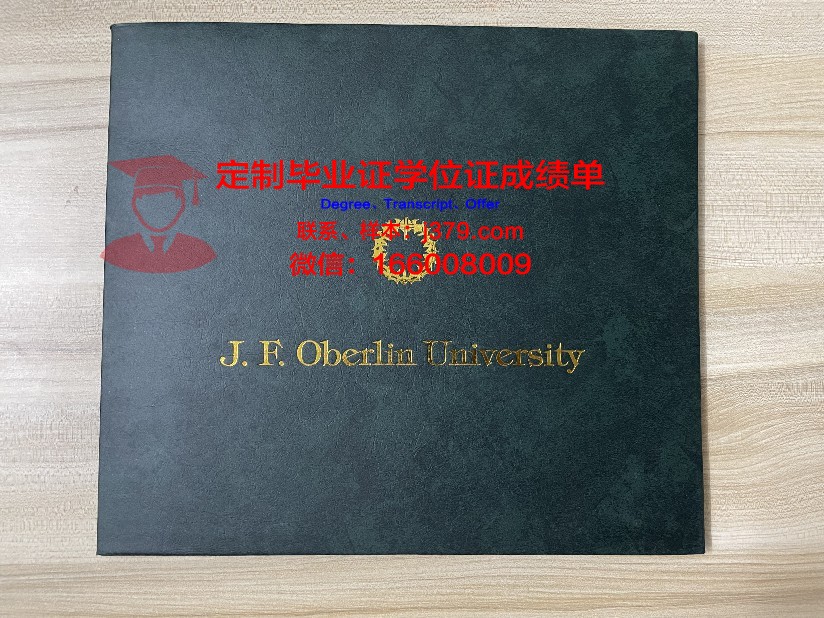 定制毕业证学位证成绩单
Degree、Transcript、Offer
联系、样本：j379.com
微信：166008009
J. F. Oberlin University